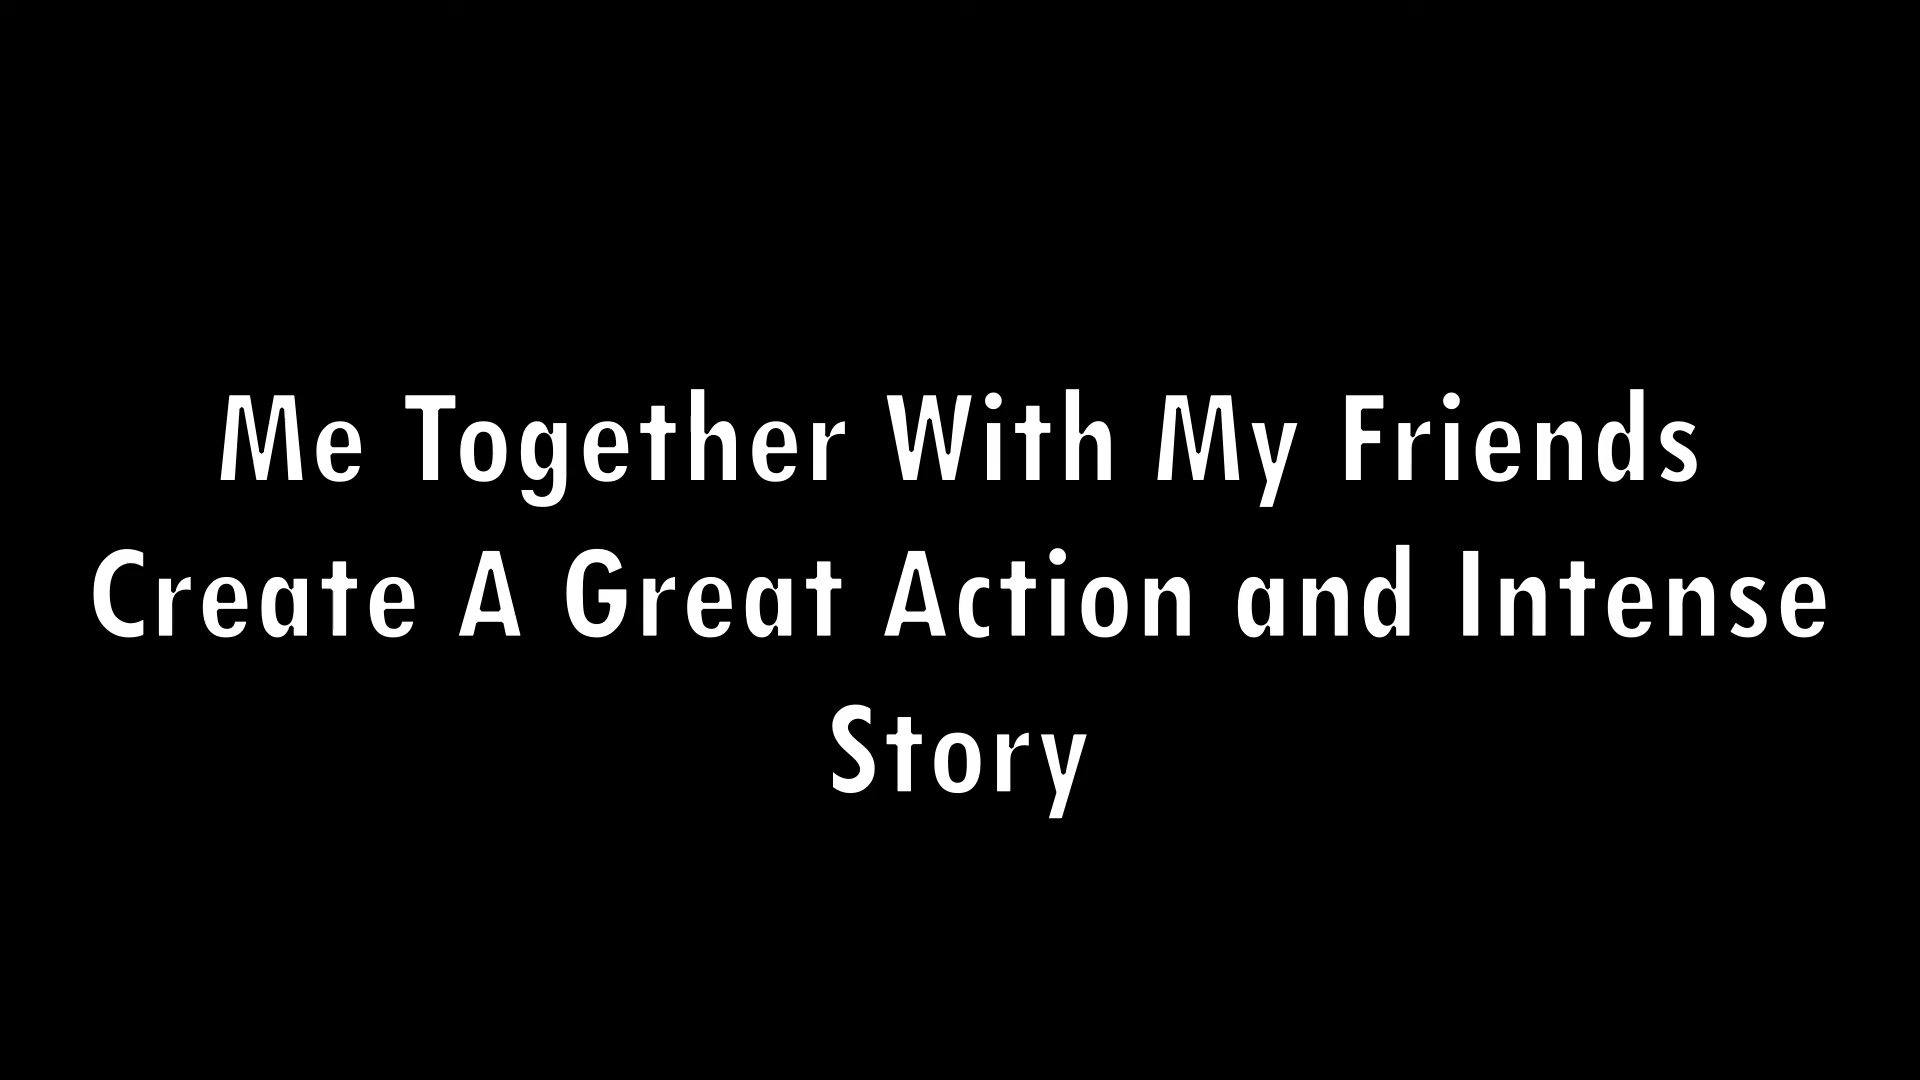 Me Together With My Friends
Create A Great Action and Intense
Story